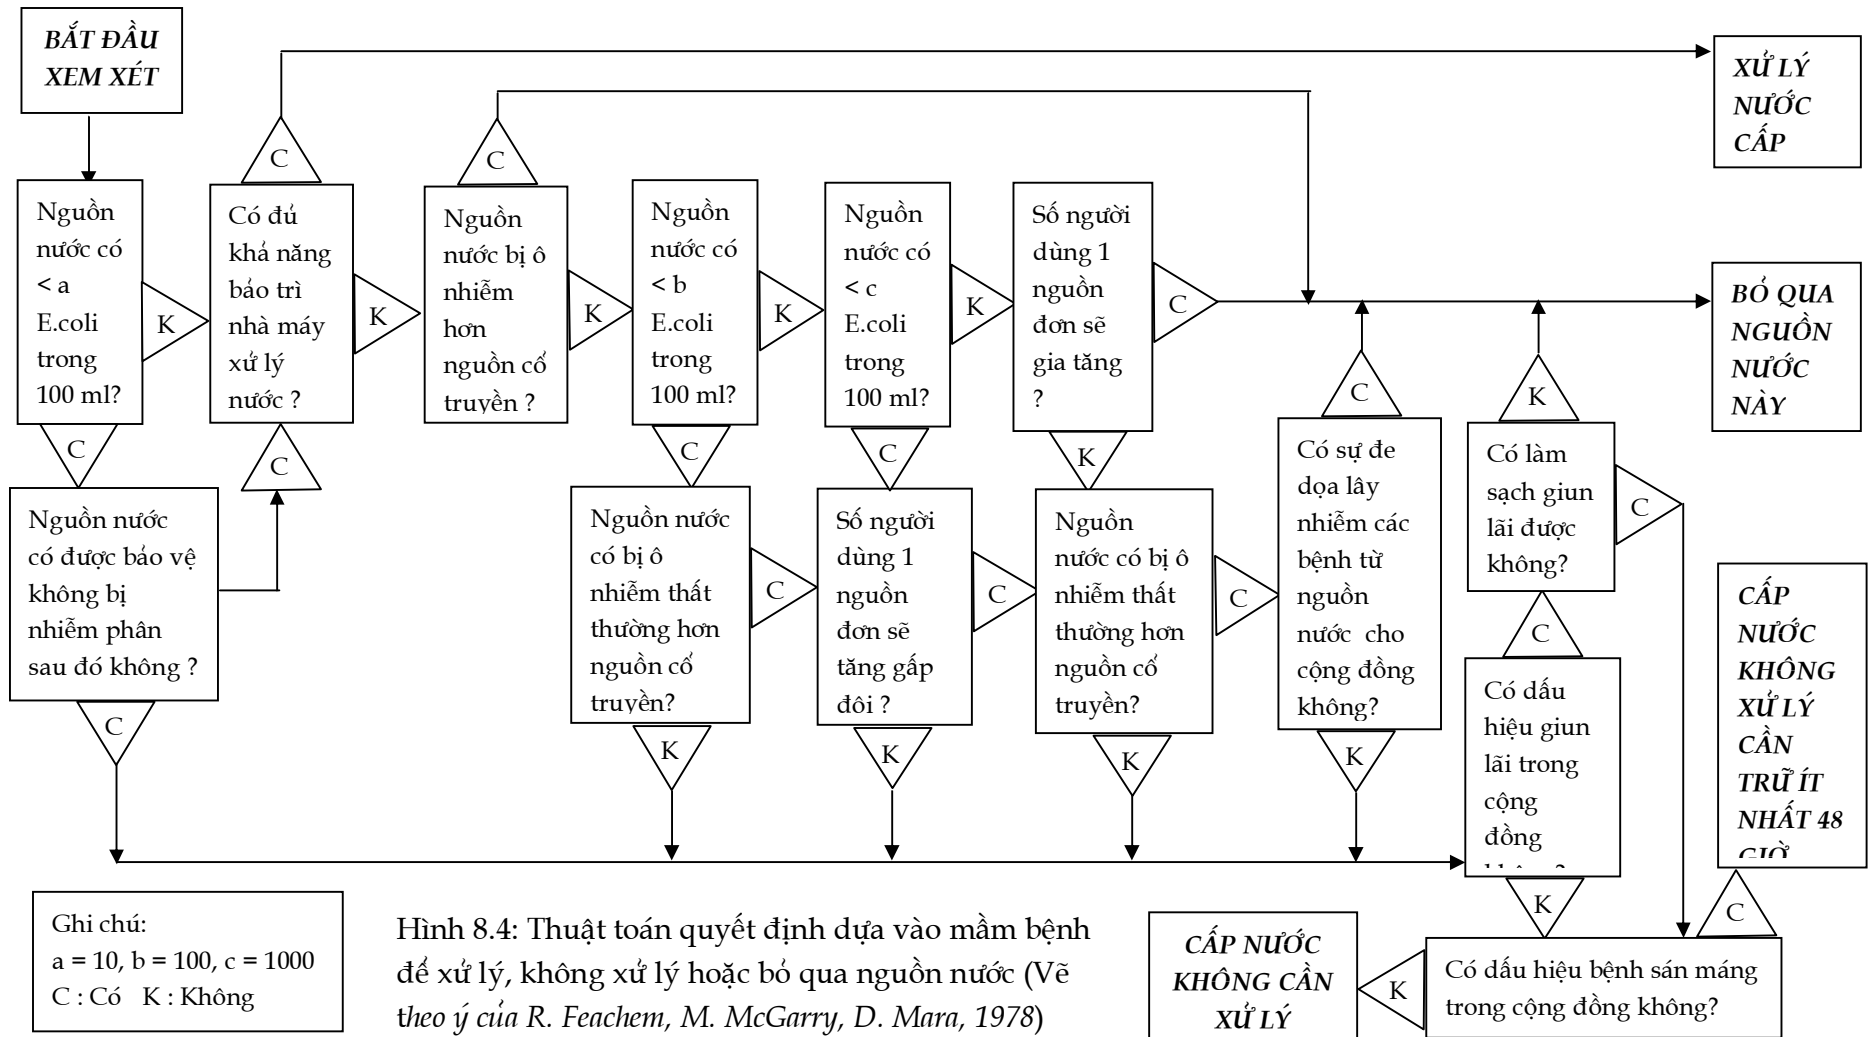 BẮT ĐẦU
XEM XÉT
XỬ LÝ
NƯỚC
CẤP
C
C
Nguồn
nước có
< a
E.coli
trong
100 ml?
K
Có đủ
khả năng
bảo trì
nhà máy
xử lý
nước ?
K
Nguồn
nước bị ô
nhiễm
hơn
nguồn cổ
truyền ?
K
Nguồn
nước có
< b
E.coli
trong
100 ml?
K
Nguồn
nước có
< c
E.coli
trong
100 ml?
K
Số người
dùng 1
nguồn
đơn sẽ
gia tăng
?
C
BỎ QUA
NGUỒN
NƯỚC
NÀY
C
C
C
C
K
C
K
Nguồn nước
có được bảo vệ
không bị
nhiễm phân
sau đó không ?
Nguồn nước
có bị ô
nhiễm thất
thường hơn
nguồn cổ
truyền?
C
Số người
dùng 1
nguồn
đơn sẽ
tăng gấp
đôi ?
C
Nguồn
nước có bị ô
nhiễm thất
thường hơn
nguồn cổ
truyền?
C
Có sự đe
dọa lây
nhiễm các
bệnh từ
nguồn
nước cho
cộng đồng
không?
Có làm
sạch giun
lãi được
không?
C
C
Có dấu
hiệu giun
lãi trong
cộng
đồng
CẤP
NƯỚC
KHÔNG
XỬ LÝ
CẦN
TRỮ ÍT
NHẤT 48
GIỜ
C
K
K
K
K
K
C
Ghi chú:
a = 10, b = 100, c = 1000
C : Có K : Không
Hình 8.4: Thuật toán quyết định dựa vào mầm bệnh
để xử lý, không xử lý hoặc bỏ qua nguồn nước (Vẽ
theo ý của R. Feachem, M. McGarry, D. Mara, 1978)
CẤP NƯỚC
KHÔNG CẦN
XỬ LÝ
K
Có dấu hiệu bệnh sán máng
trong cộng đồng không?